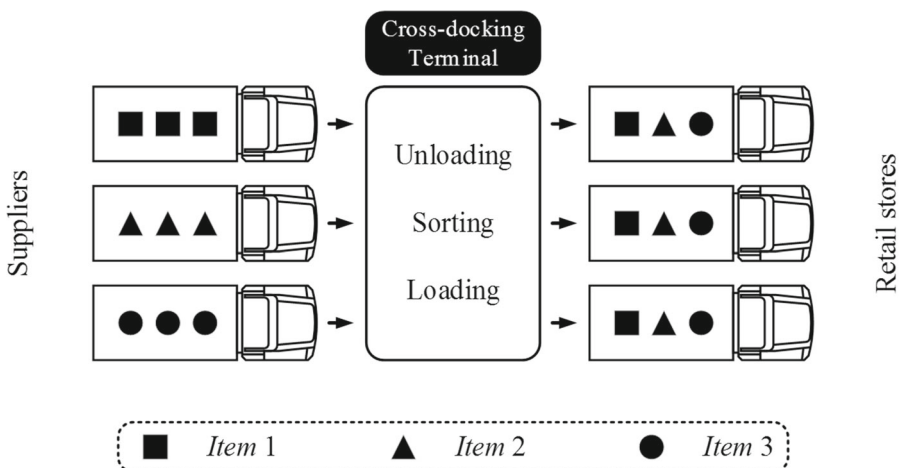 Cross-docking
Terminal
Suppliers
Unloading
Sorting
Loading
Retail stores
Item 1
Item 2
Item 3